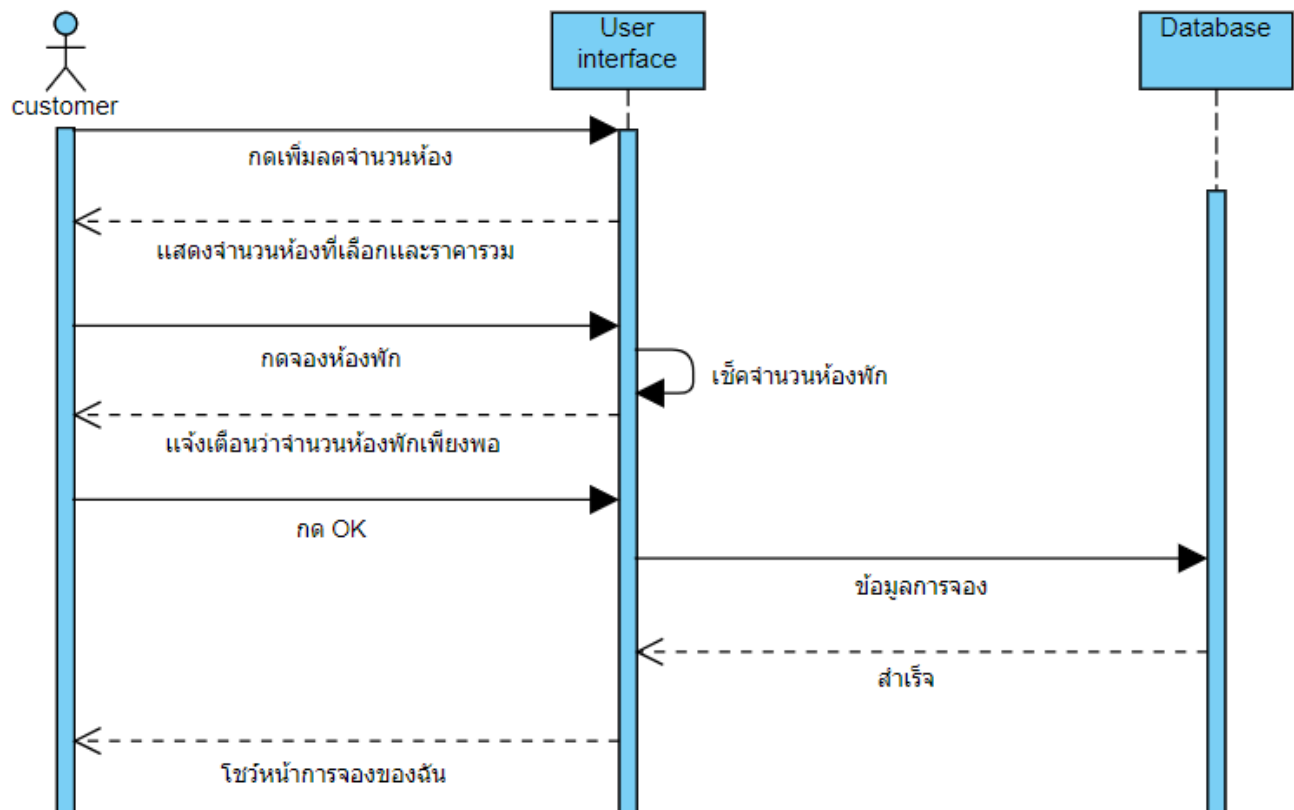 User
interface
Database
customer
กดเพิ่มลดจำนวนห้อง
แสดงจำนวนห้องที่เลือกและราคารวม
กดจองห้องพัก
เช็คจำนวนห้องพัก
แจ้งเตือนว่าจำนวนห้องพักเพียงพอ
กด OK
ข้อมูลการจอง
สำเร็จ
โชว์หน้าการจองของฉัน